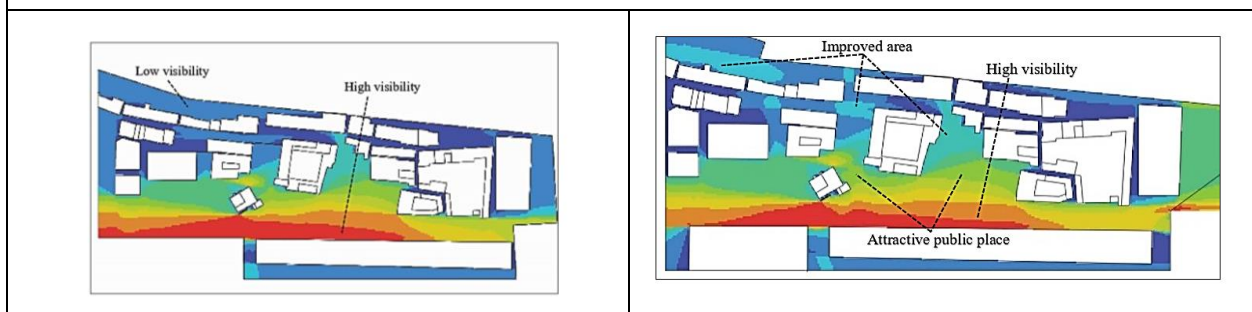 Low visibility
High visibility
Improved area
High visibility
Attractive public place